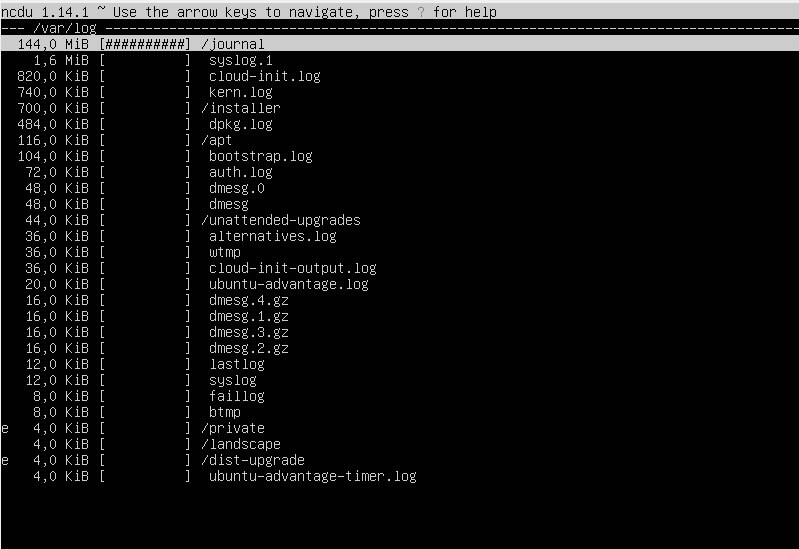 ncdu 1.14.1 ~ Use the arrow keys to navigate, press ? for help
--- /var/log ---------------------------------------------------------------------------------------
  144,0 MiB [##########] /journal
    1,6 MiB [          ]  syslog.1
  820,0 KiB [          ]  cloud-init.log
  740,0 KiB [          ]  kern.log
  700,0 KiB [          ] /installer
  484,0 KiB [          ]  dpkg.log
  116,0 KiB [          ] /apt
  104,0 KiB [          ]  bootstrap.log
   72,0 KiB [          ]  auth.log
   48,0 KiB [          ]  dmesg.0
   48,0 KiB [          ]  dmesg
   44,0 KiB [          ] /unattended-upgrades
   36,0 KiB [          ]  alternatives.log
   36,0 KiB [          ]  wtmp
   36,0 KiB [          ]  cloud-init-output.log
   20,0 KiB [          ]  ubuntu-advantage.log
   16,0 KiB [          ]  dmesg.4.gz
   16,0 KiB [          ]  dmesg.1.gz
   16,0 KiB [          ]  dmesg.3.gz
   16,0 KiB [          ]  dmesg.2.gz
   12,0 KiB [          ]  lastlog
   12,0 KiB [          ]  syslog
    8,0 KiB [          ]  faillog
    8,0 KiB [          ]  btmp
e   4,0 KiB [          ] /private
    4,0 KiB [          ] /landscape
e   4,0 KiB [          ] /dist-upgrade
    4,0 KiB [          ]  ubuntu-advantage-timer.log